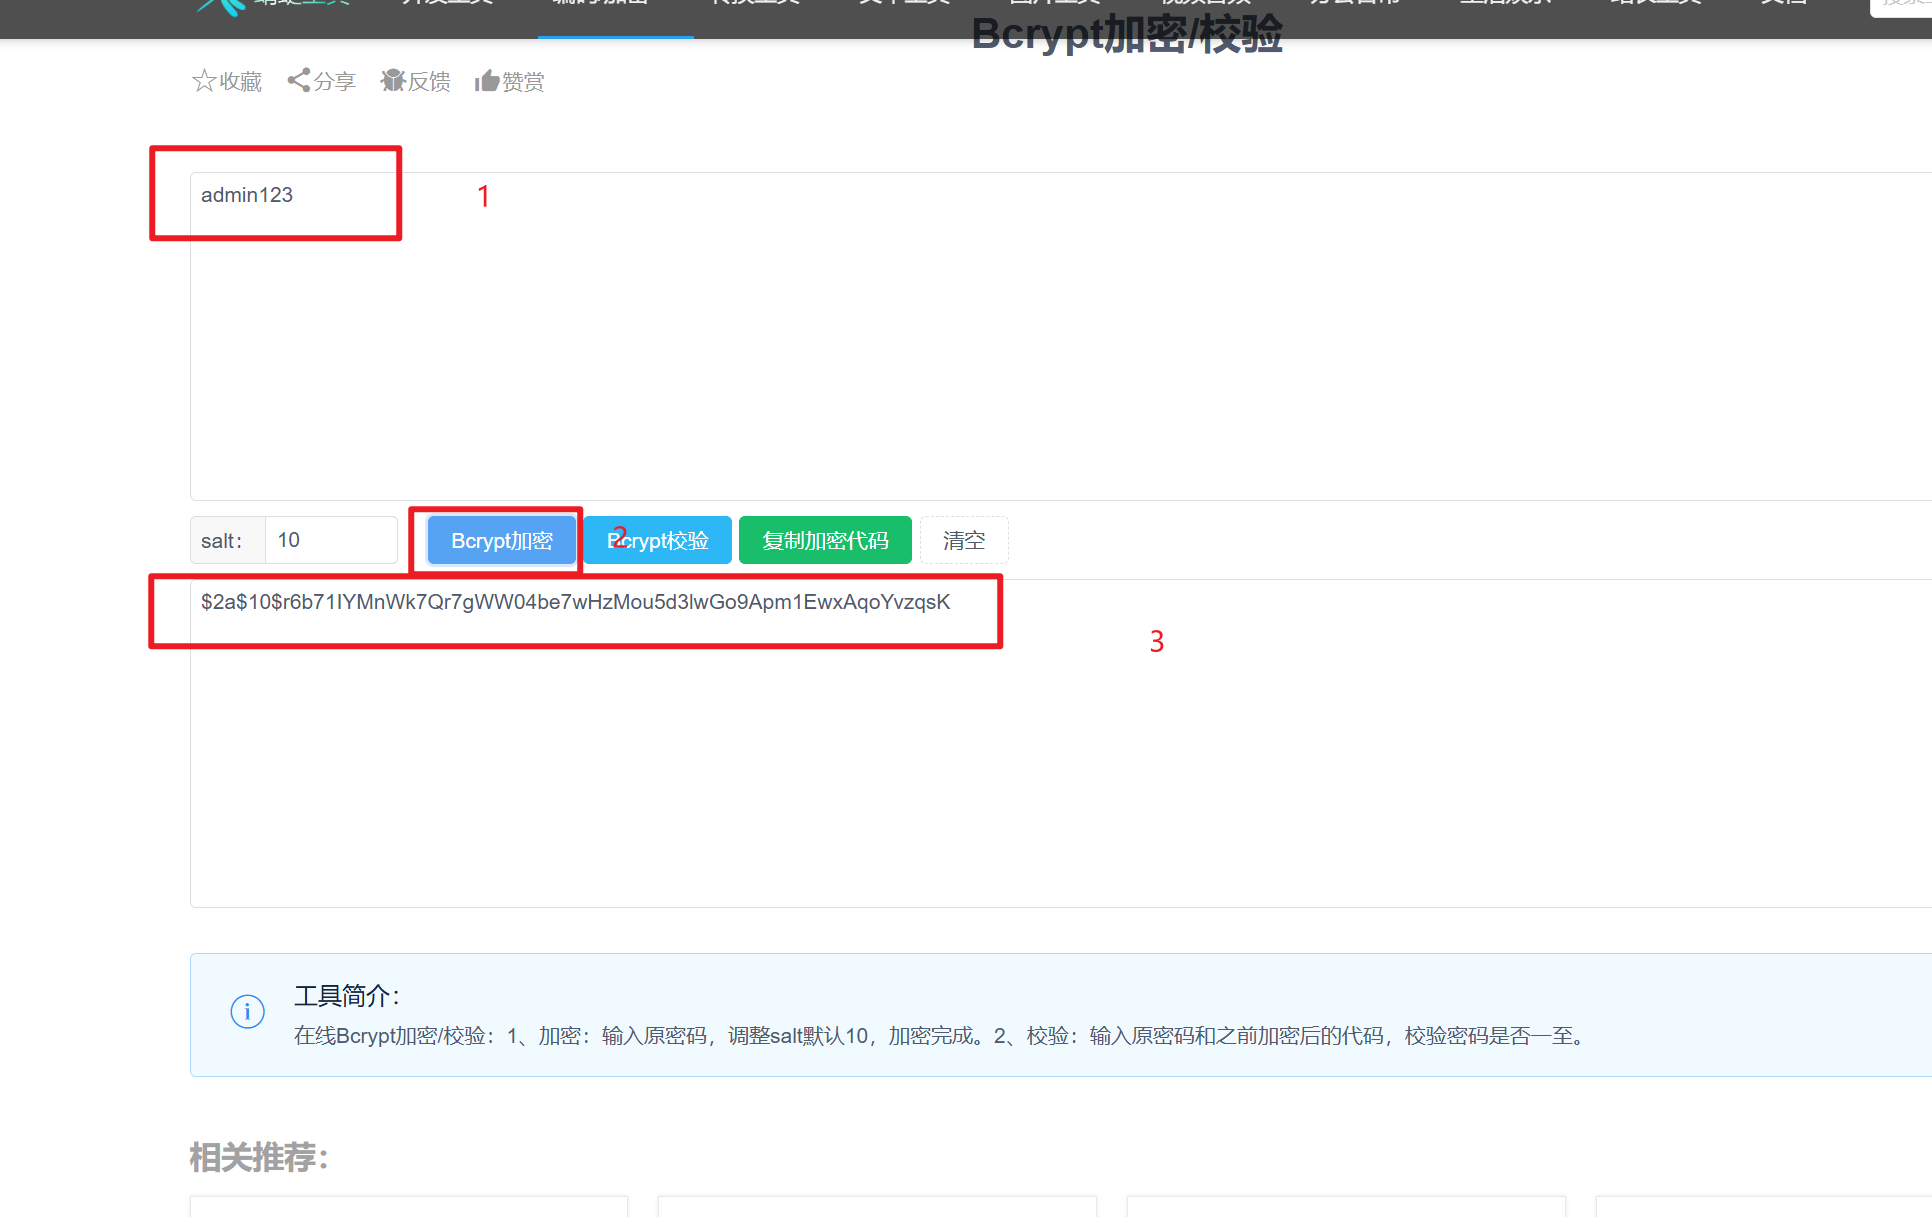 Bcrypt加密/校验
收藏 分享 反馈 赞赏
admin123
1
salt: 10 Bcrypt加密 2 Bcrypt校验 复制加密代码 清空
$2a$10$r6b71IYMnWk7Qr7gWW04be7wHzMou5d3lwGo9Apm1EwxAqoYvzqsK
3
工具简介:
在线Bcrypt加密/校验：1、加密：输入原密码，调整salt默认10，加密完成。2、校验：输入原密码和之前加密后的代码，校验密码是否一至。
相关推荐：